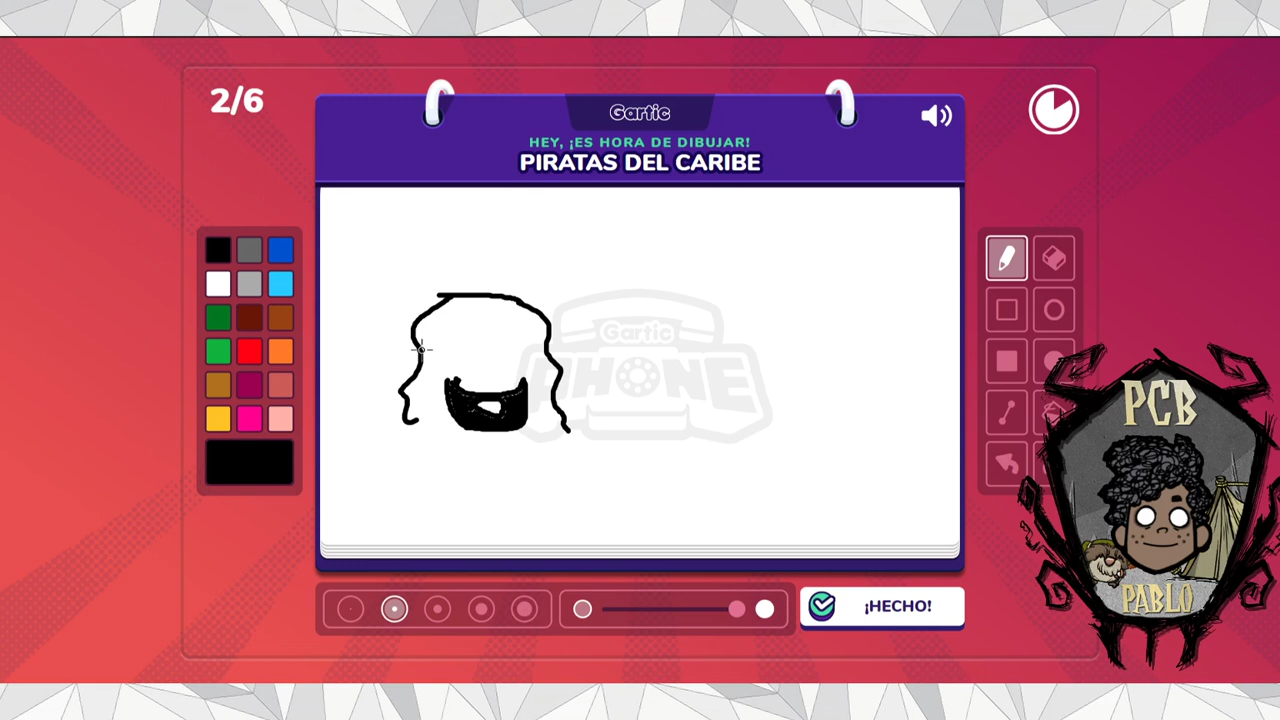 2/6
Gartic
HEY, ¡ES HORA DE DIBUJAR!
PIRATAS DEL CARIBE
Gartic
PHONE
¡HECHO!
PCB
PABLO